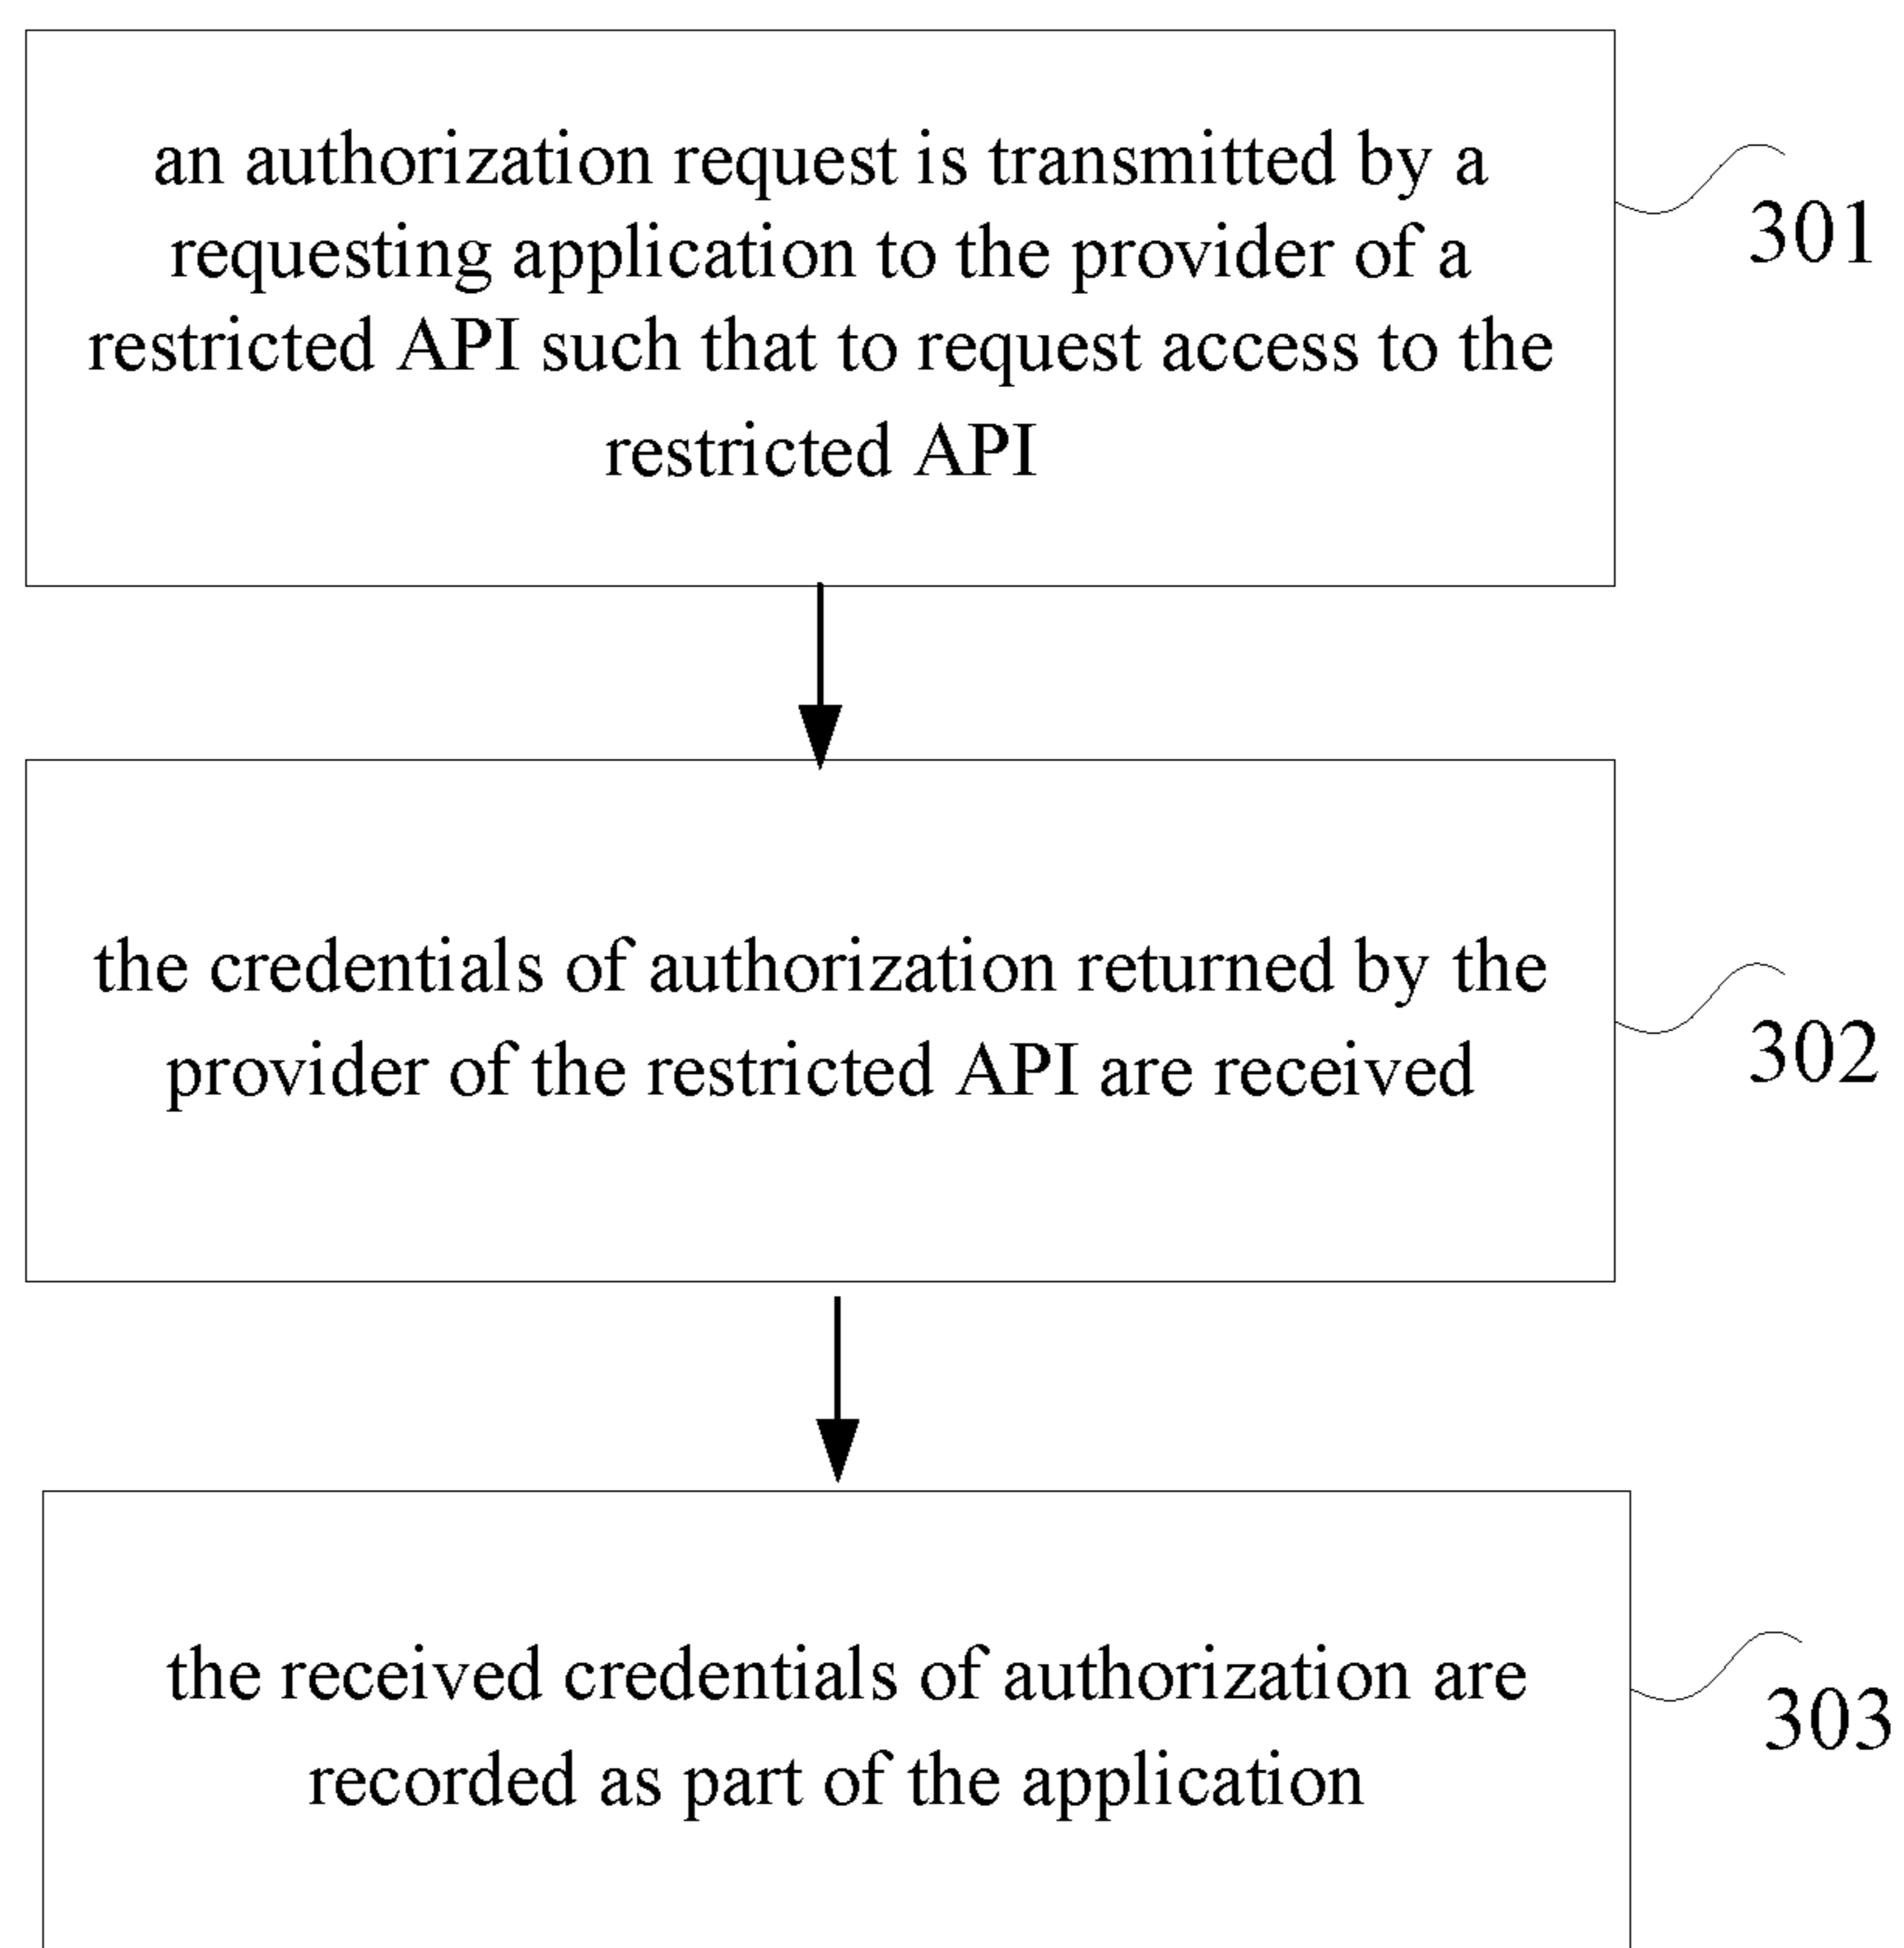 an authorization request is transmitted by a
requesting application to the provider of a
restricted API such that to request access to the
restricted API
301
the credentials of authorization returned by the
provider of the restricted API are received
302
the received credentials of authorization are
recorded as part of the application
303